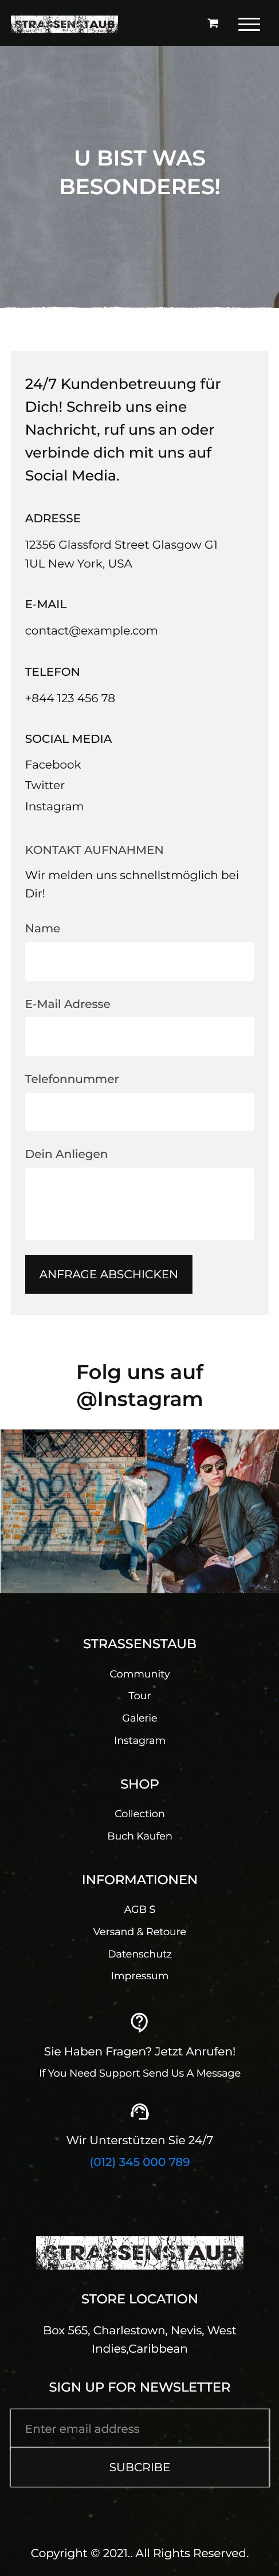 STRASSENSTAUB
U BIST WAS
BESONDERES!
24/7 Kundenbetreuung für
Dich! Schreib uns eine
Nachricht, ruf uns an oder
verbinde dich mit uns auf
Social Media.
ADRESSE
12356 Glassford Street Glasgow G1
1UL New York, USA
E-MAIL
contact@example.com
TELEFON
+844 123 456 78
SOCIAL MEDIA
Facebook
Twitter
Instagram
KONTAKT AUFNAHMEN
Wir melden uns schnellstmöglich bei
Dir!
Name
E-Mail Adresse
Telefonnummer
Dein Anliegen
ANFRAGE ABSCHICKEN
Folg uns auf
@Instagram
STRASSENSTAUB
Community
Tour
Galerie
Instagram
SHOP
Collection
Buch Kaufen
INFORMATIONEN
AGB S
Versand & Retoure
Datenschutz
Impressum
Sie Haben Fragen? Jetzt Anrufen!
If You Need Support Send Us A Message
Wir Unterstützen Sie 24/7
(012) 345 000 789
STRASSENSTAUB
STORE LOCATION
Box 565, Charlestown, Nevis, West
Indies,Caribbean
SIGN UP FOR NEWSLETTER
Enter email address
SUBCRIBE
Copyright © 2021.. All Rights Reserved.